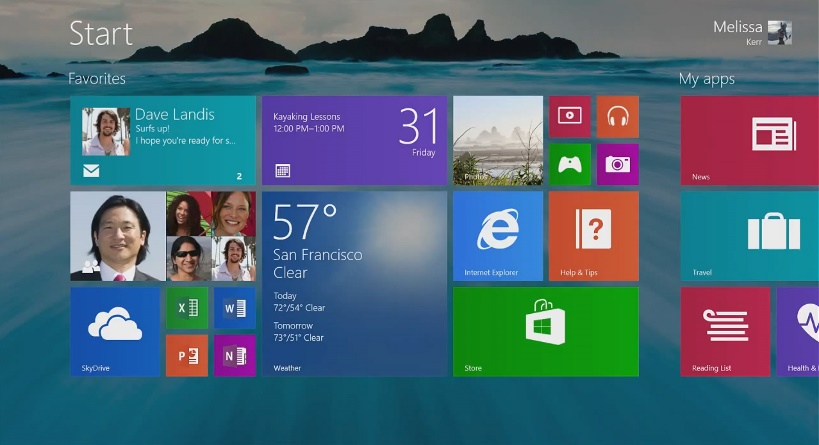 Start
Melissa
Kerr
Favorites
My apps
Dave Landis
Surfs up!
I hope you're ready for s...
2
Kayaking Lessons
12:00 PM–1:00 PM
31
Friday
Photos
News
57°
San Francisco
Clear
Today
72°/54° Clear
Tomorrow
73°/51° Clear
Weather
Internet Explorer
Help & Tips
Travel
SkyDrive
X
W
P
N
Store
Reading List
Health &